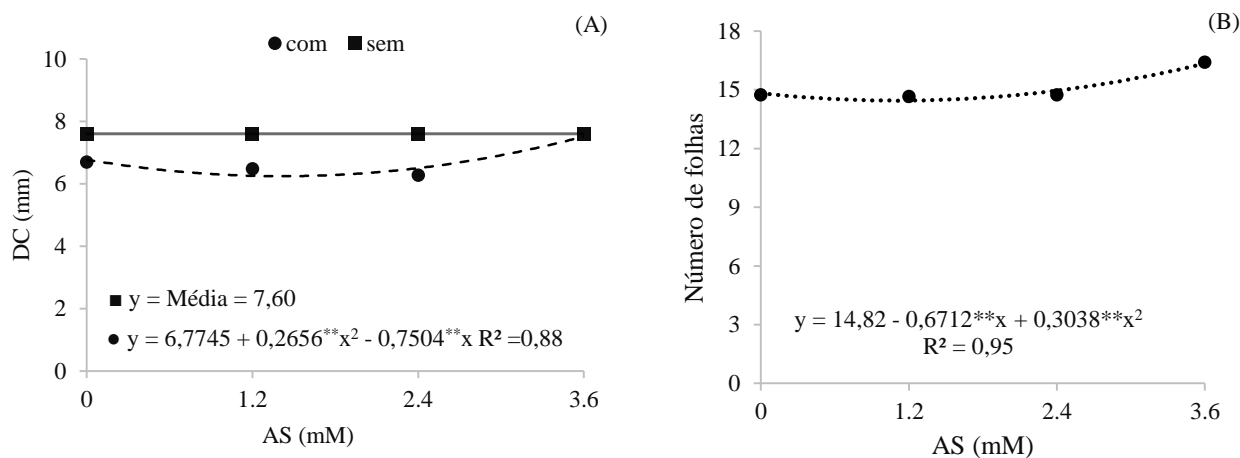 (A)
● com ■ sem
10
8
6
4
2
0
DC (mm)
■ y = Média = 7,60
● y = 6,7745 + 0,2656**x² - 0,7504**x R² =0,88
0 1.2 2.4 3.6
AS (mM)
(B)
18
15
12
9
6
3
0
Número de folhas
y = 14,82 - 0,6712**x + 0,3038**x²
R² = 0,95
0 1.2 2.4 3.6
AS (mM)